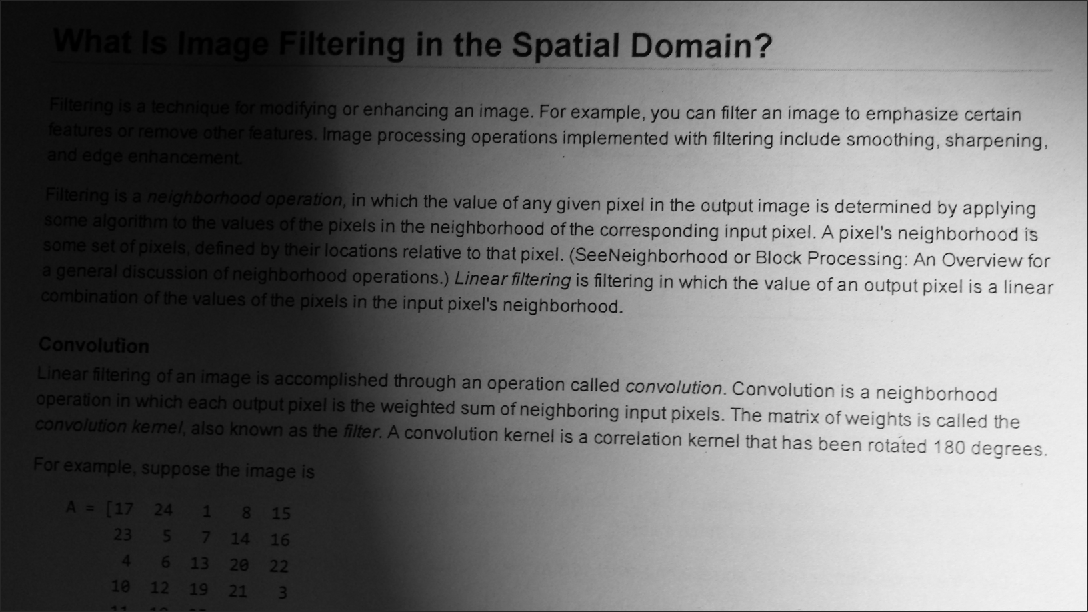 What Is Image Filtering in the Spatial Domain?
Filtering is a technique for modifying or enhancing an image. For example, you can filter an image to emphasize certain
features or remove other features. Image processing operations implemented with filtering include smoothing, sharpening,
and edge enhancement.
Filtering is a neighborhood operation, in which the value of any given pixel in the output image is determined by applying
some algorithm to the values of the pixels in the neighborhood of the corresponding input pixel. A pixel's neighborhood is
some set of pixels, defined by their locations relative to that pixel. (SeeNeighborhood or Block Processing: An Overview for
a general discussion of neighborhood operations.) Linear filtering is filtering in which the value of an output pixel is a linear
combination of the values of the pixels in the input pixel's neighborhood.
Convolution
Linear filtering of an image is accomplished through an operation called convolution. Convolution is a neighborhood
operation in which each output pixel is the weighted sum of neighboring input pixels. The matrix of weights is called the
convolution kernel, also known as the filter. A convolution kernel is a correlation kernel that has been rotated 180 degrees.
For example, suppose the image is
A = [17 24 1 8 15
23 5 7 14 16
4 6 13 20 22
10 12 19 21 3